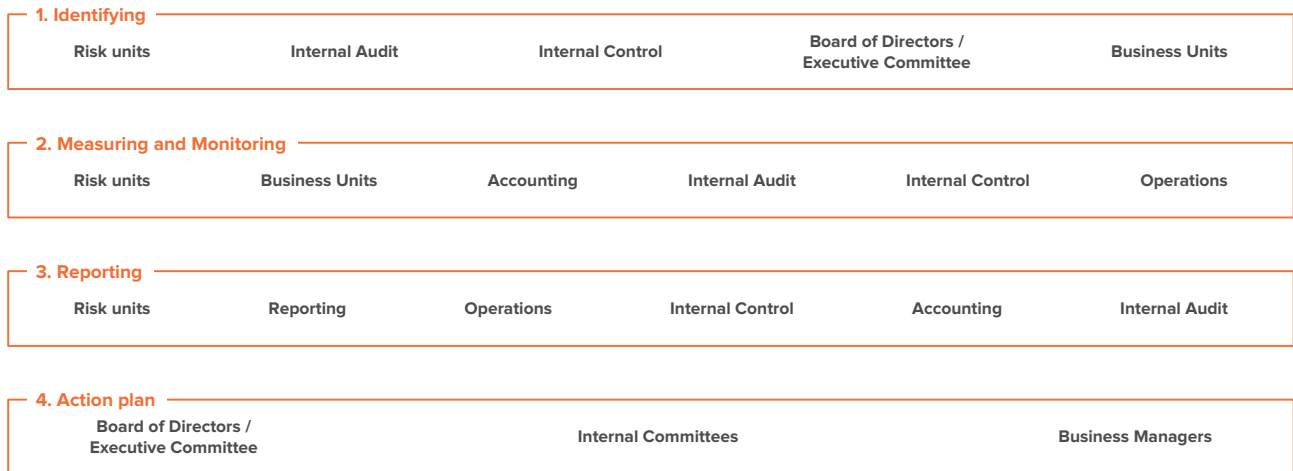 1. Identifying
Risk units Internal Audit Internal Control Board of Directors / Executive Committee Business Units
2. Measuring and Monitoring
Risk units Business Units Accounting Internal Audit Internal Control Operations
3. Reporting
Risk units Reporting Operations Internal Control Accounting Internal Audit
4. Action plan
Board of Directors / Executive Committee Internal Committees Business Managers